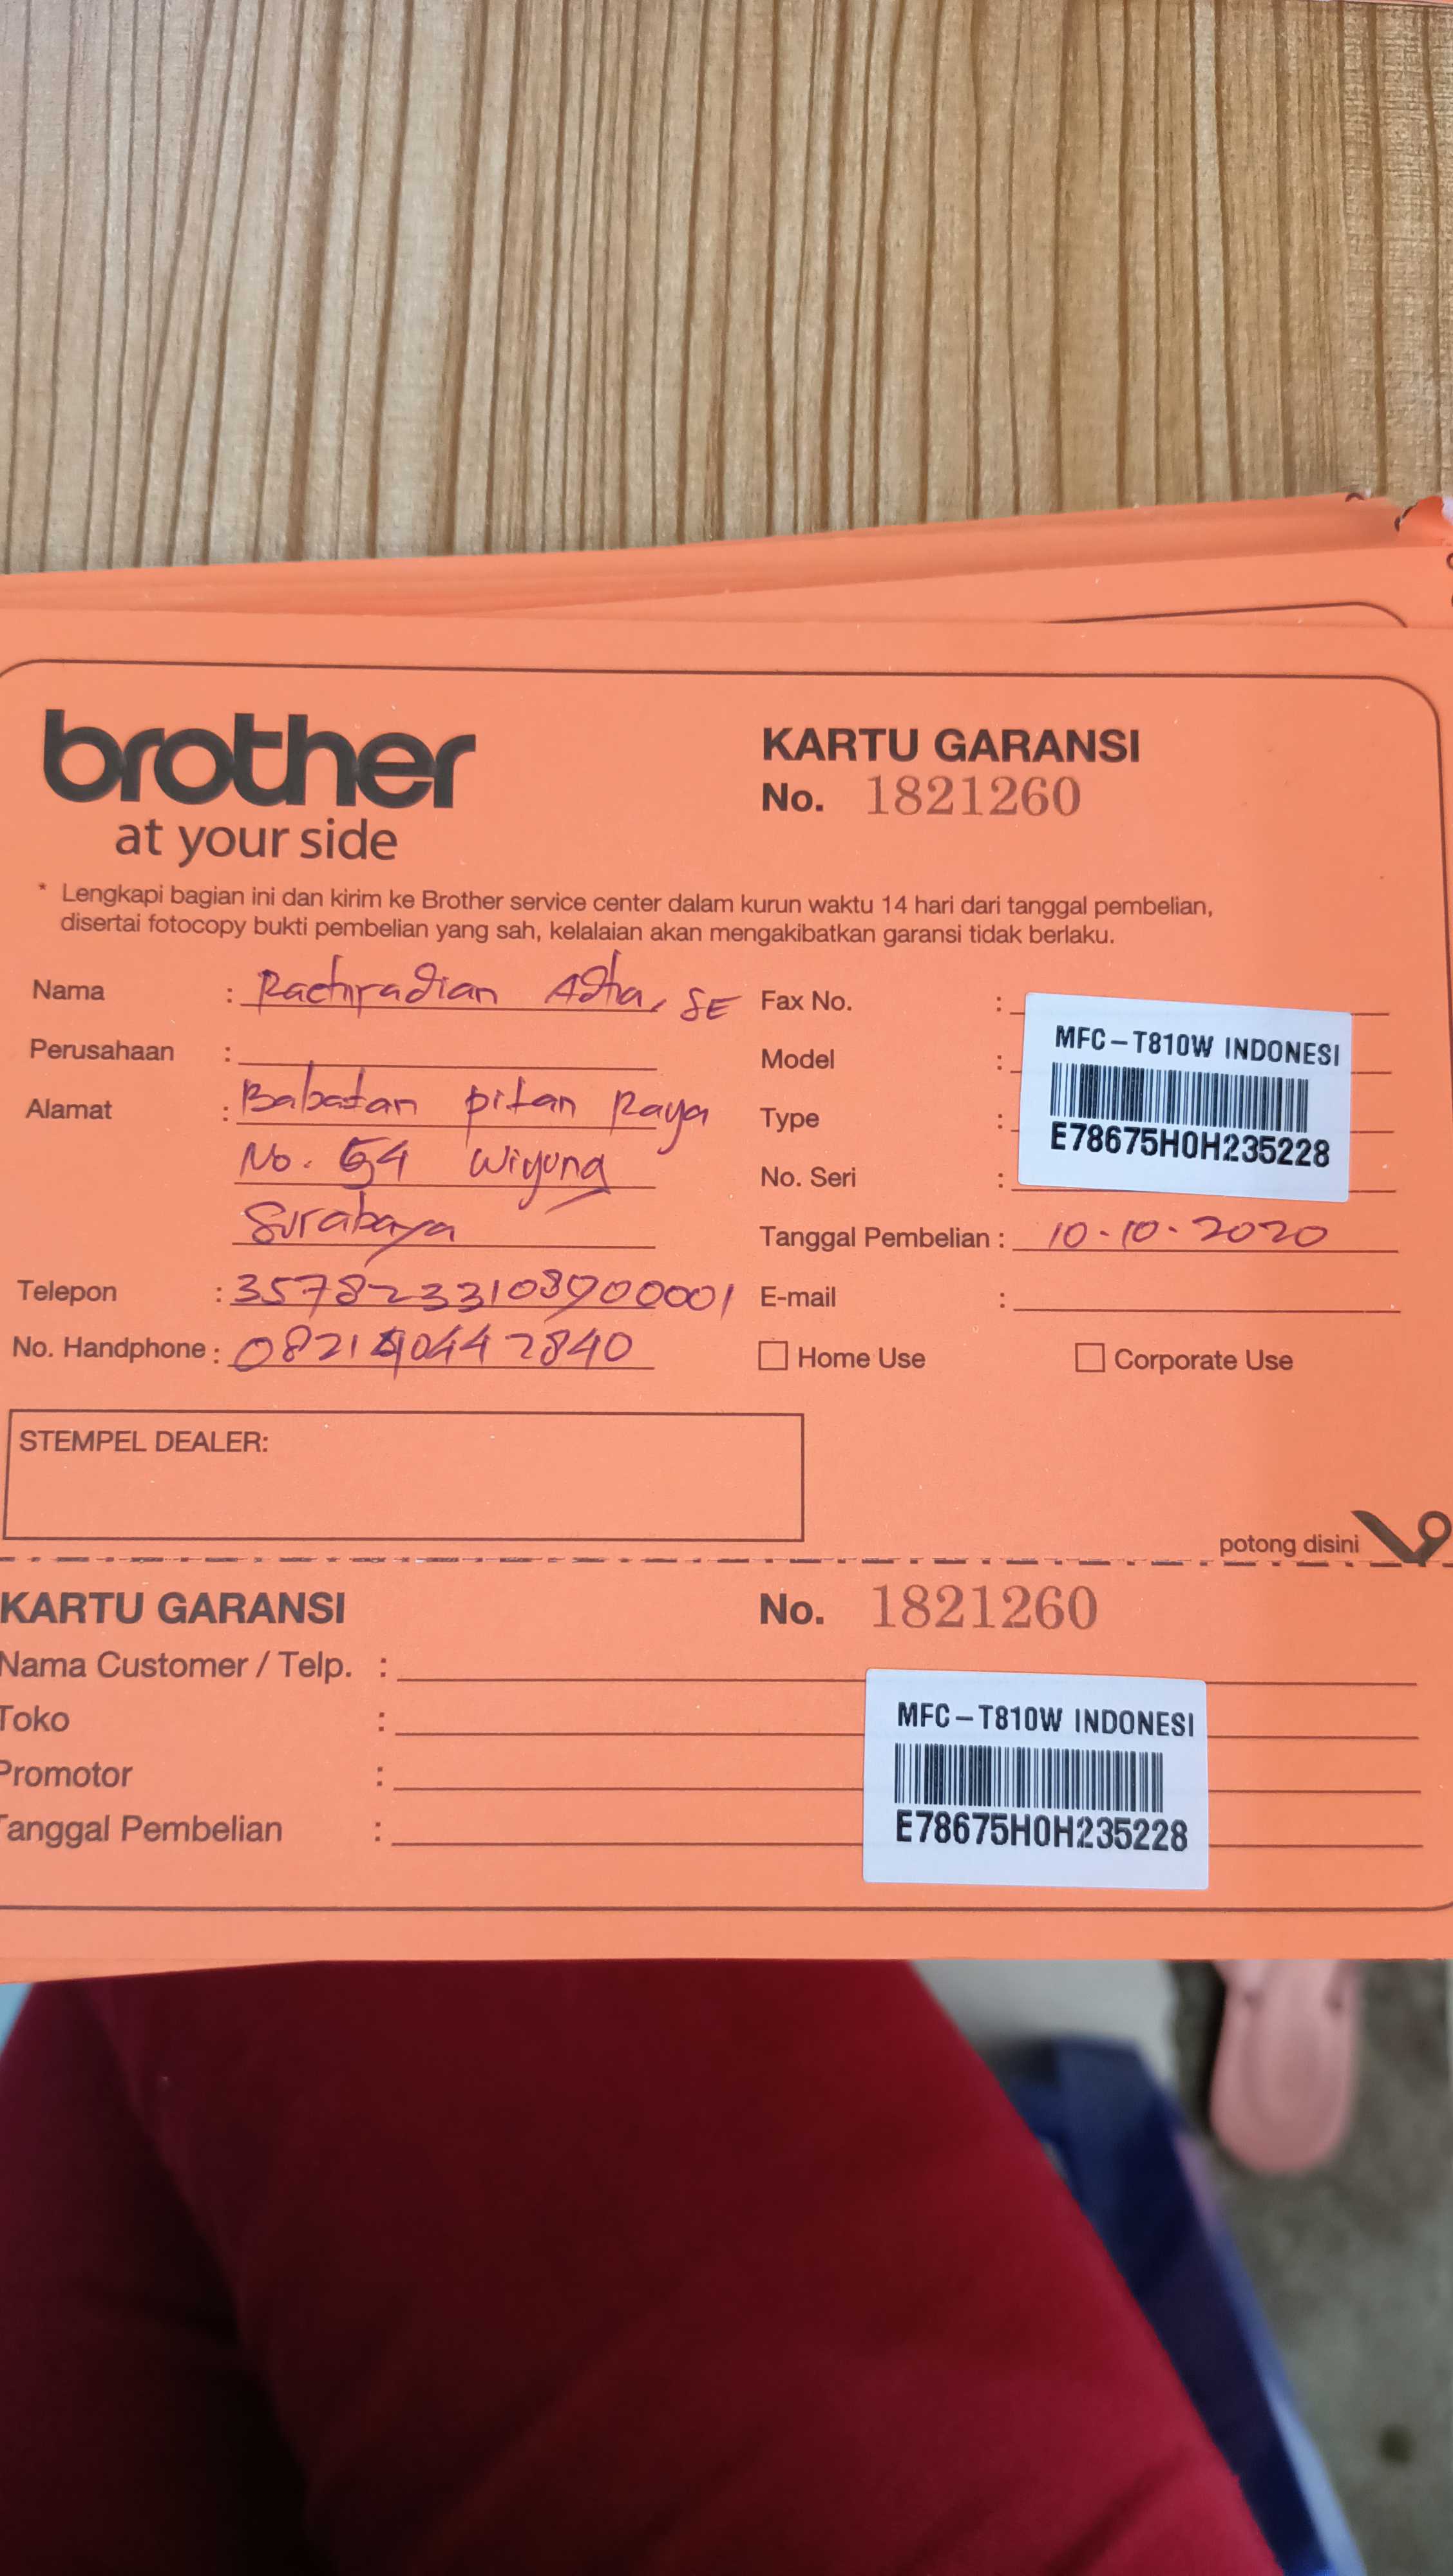 brother
at your side
KARTU GARANSI
No. 1821260
* Lengkapi bagian ini dan kirim ke Brother service center dalam kurun waktu 14 hari dari tanggal pembelian,
disertai fotocopy bukti pembelian yang sah, kelalaian akan mengakibatkan garansi tidak berlaku.
Nama : Rachradian Adha, SE
Perusahaan :
Alamat : Babatan pitan Raya
No. 54 Wiyung
Surabaya
Telepon : 3578233108900001
No. Handphone :
Fax No. :
Model :
Type :
No. Seri :
MFC-T810W INDONESI
E78675H0H235228
Tanggal Pembelian : 10-10-2020
E-mail :
Home Use
Corporate Use
STEMPEL DEALER:
potong disini
KARTU GARANSI
No. 1821260
Nama Customer / Telp. :
Toko :
Promotor :
Tanggal Pembelian :
MFC-T810W INDONESI
E78675H0H235228